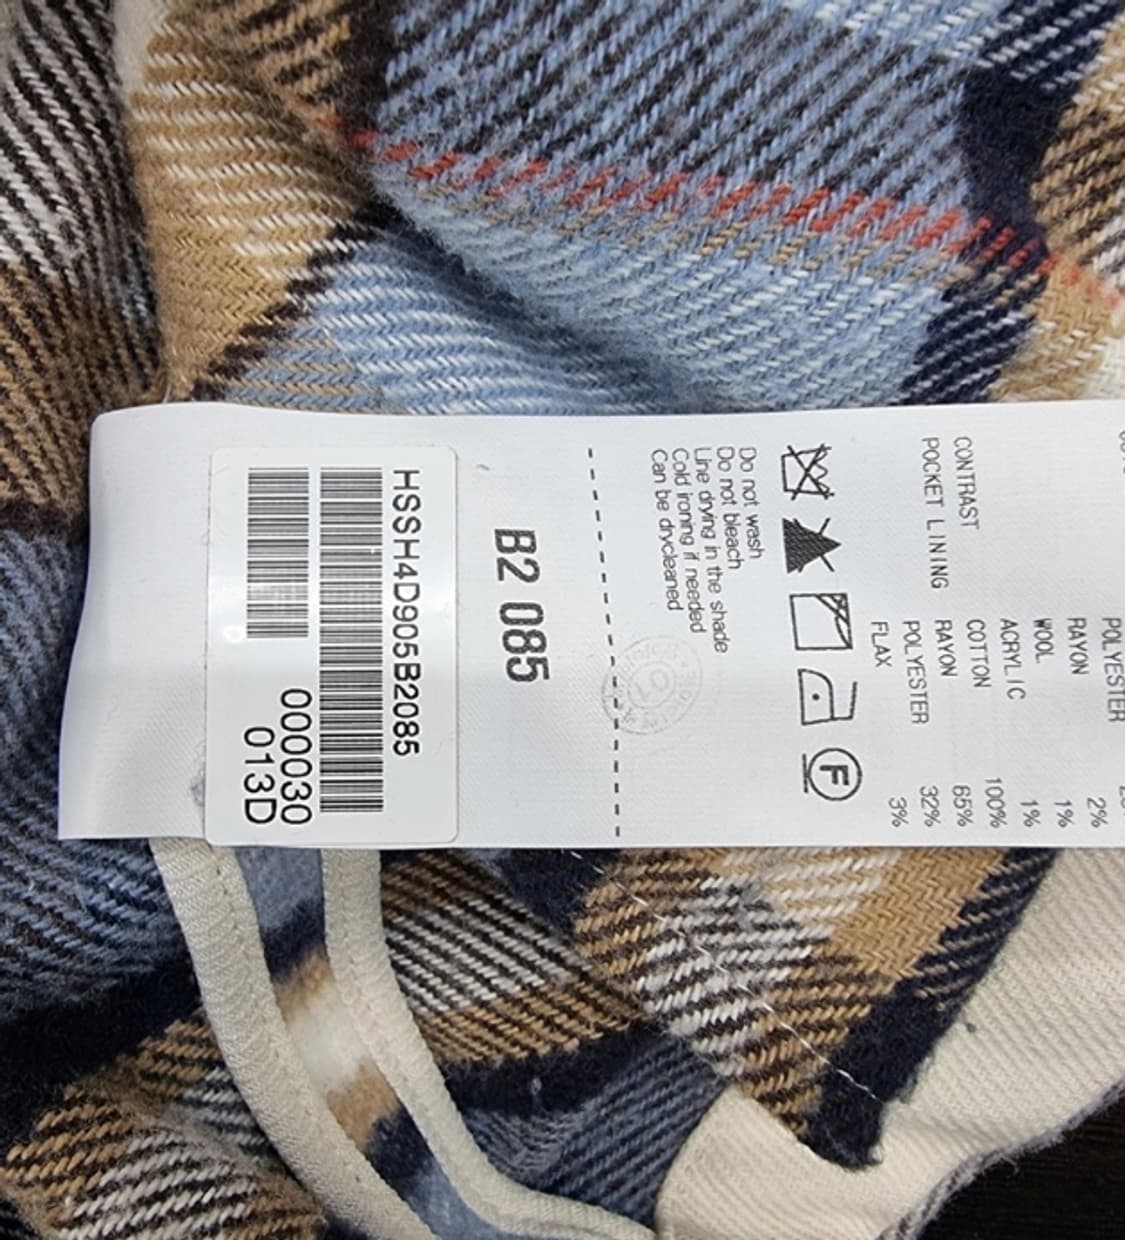 POLYESTER
RAYON 2%
WOOL 1%
ACRYLIC 1%
CONTRAST COTTON 100%
POCKET LINING RAYON 65%
POLYESTER 32%
FLAX 3%
F
Do not wash
Do not bleach
Line drying in the shade
Cold ironing if needed
Can be drycleaned
B2 085
HSSH4D905B2085
000030
013D